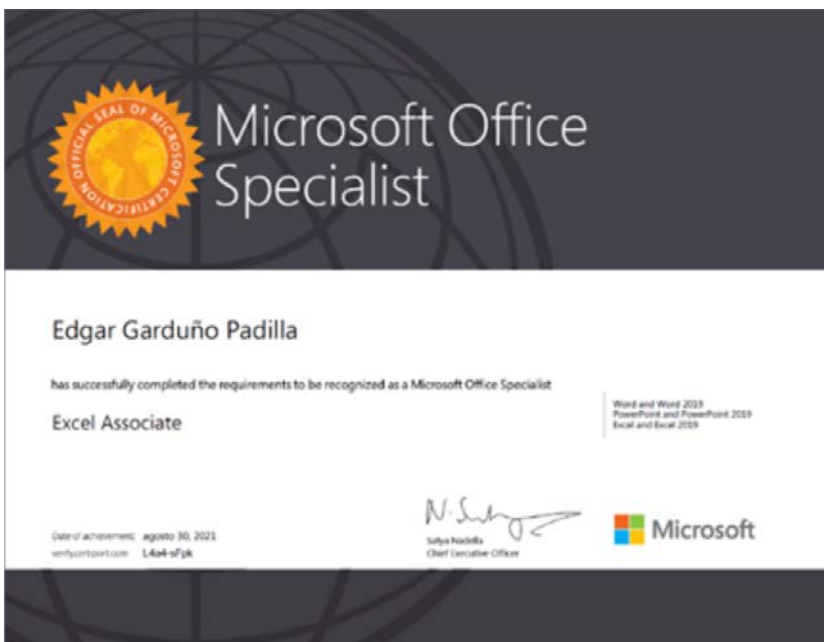 OFFICIAL SEAL OF MICROSOFT CERTIFICATION
Microsoft Office
Specialist
Edgar Garduño Padilla
has successfully completed the requirements to be recognized as a Microsoft Office Specialist
Excel Associate
Word and Word 2019
PowerPoint and PowerPoint 2019
Excel and Excel 2019
Date of achievement: agosto 30, 2021
verify.certiport.com L4a4-sFpk
Satya Nadella
Chief Executive Officer
Microsoft